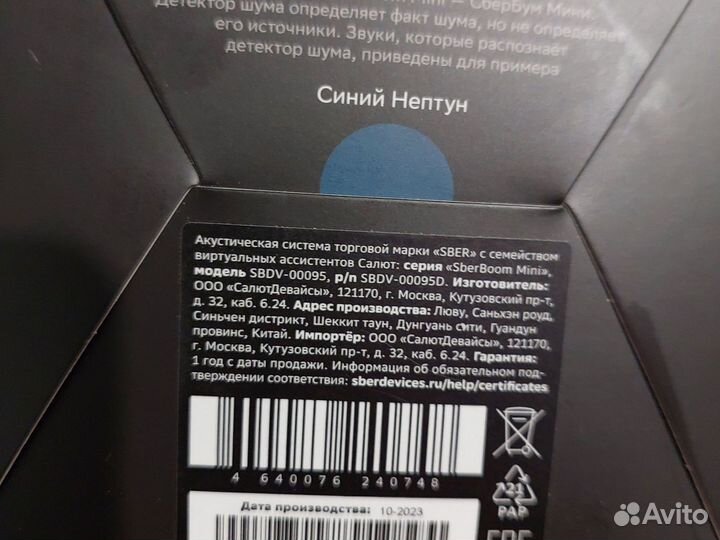 Mini — СберБум Мини.
Детектор шума определяет факт шума, но не определяет
его источники. Звуки, которые распознаёт
детектор шума, приведены для примера
Синий Нептун
Акустическая система торговой марки «SBER» с семейством
виртуальных ассистентов Салют: серия «SberBoom Mini»,
модель SBDV-00095, p/n SBDV-00095D. Изготовитель:
ООО «СалютДевайсы», 121170, г. Москва, Кутузовский пр-т,
д. 32, каб. 6.24. Адрес производства: Люву, Саньхэн роуд,
Синьчен дистрикт, Шеккит таун, Дунгуань сити, Гуандун
провинс, Китай. Импортёр: ООО «СалютДевайсы», 121170,
г. Москва, Кутузовский пр-т, д. 32, каб. 6.24. Гарантия:
1 год с даты продажи. Информация об обязательном под-
тверждении соответствия: sberdevices.ru/help/certificates
4 640076 240748
21
PAP
Дата производства: 10-2023
EAC
Avito